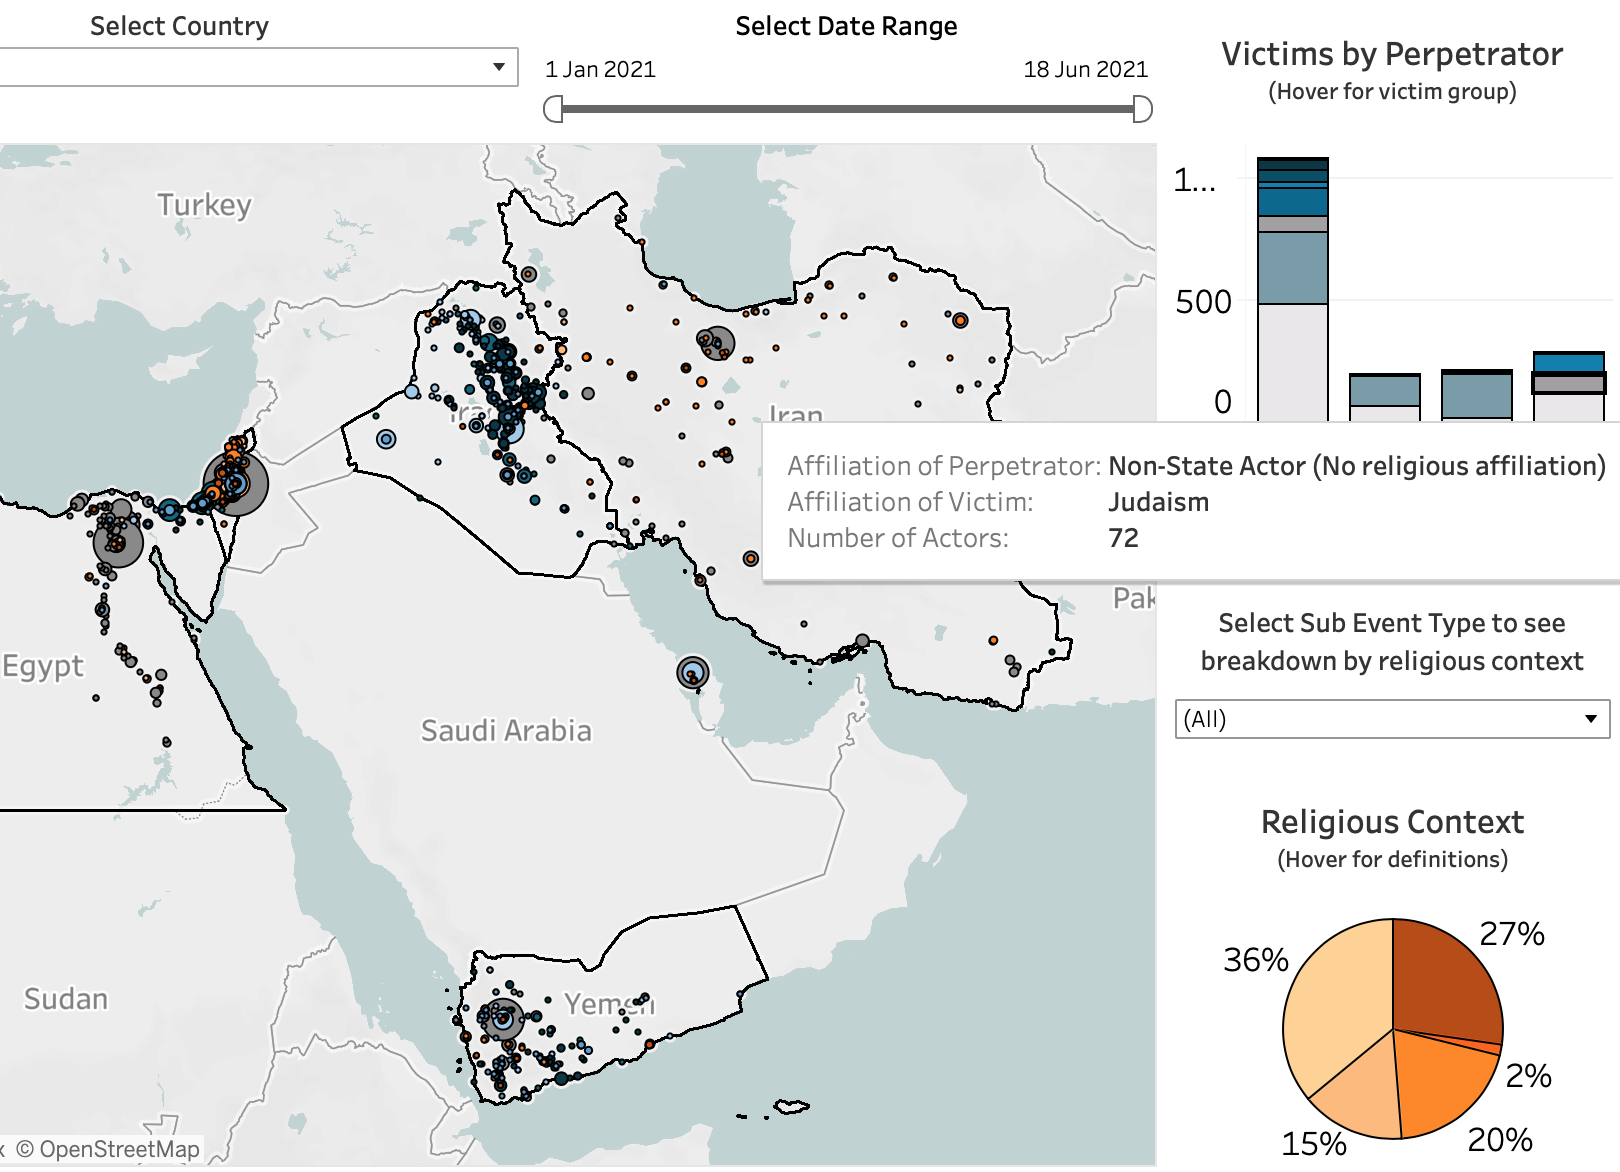 Select Country
Select Date Range
1 Jan 2021
18 Jun 2021
Victims by Perpetrator
(Hover for victim group)
1...
500
0
Turkey
Iran
Affiliation of Perpetrator: Non-State Actor (No religious affiliation)
Affiliation of Victim: Judaism
Number of Actors: 72
Pak
Egypt
Saudi Arabia
Select Sub Event Type to see
breakdown by religious context
(All)
Religious Context
(Hover for definitions)
27%
36%
2%
20%
15%
Sudan
Yemen
x © OpenStreetMap